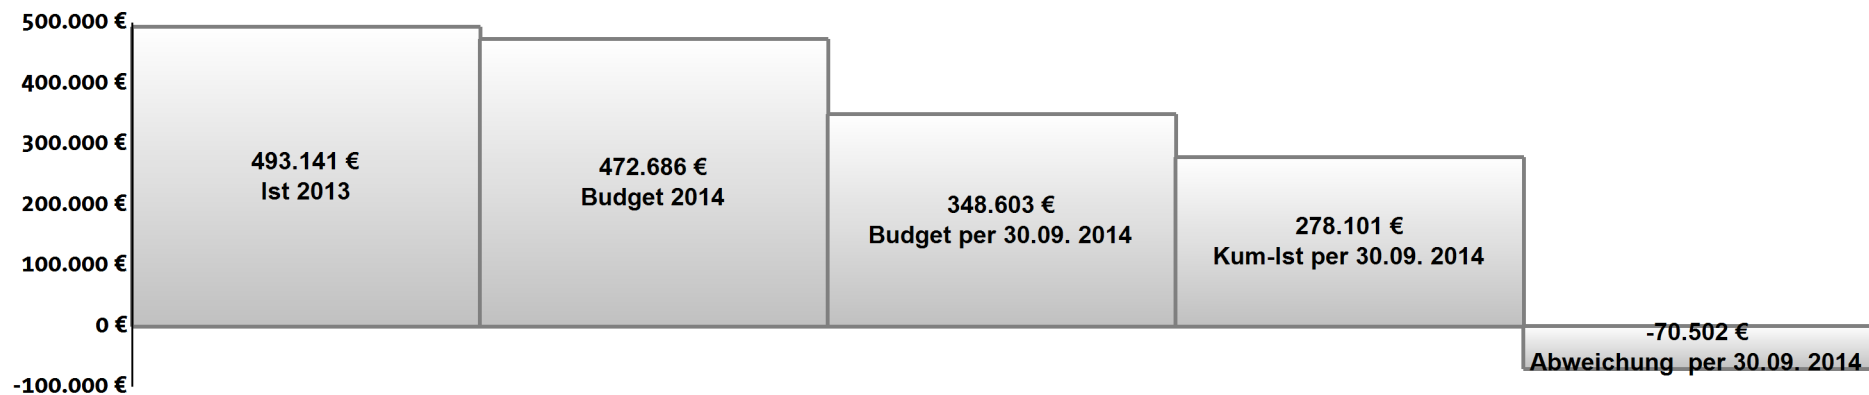 500.000 €
400.000 €
300.000 €
200.000 €
100.000 €
0 €
-100.000 €
493.141 €
Ist 2013
472.686 €
Budget 2014
348.603 €
Budget per 30.09. 2014
278.101 €
Kum-Ist per 30.09. 2014
-70.502 €
Abweichung  per 30.09. 2014